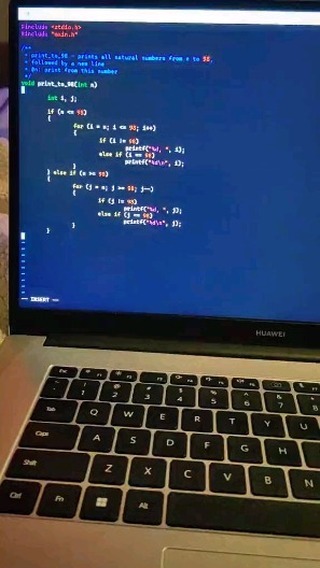 #include <stdio.h>
#include "main.h"
/**
* print_to_98 - prints all natural numbers from n to 98,
* followed by a new line
* @n: print from this number
*/
void print_to_98(int n)
{
int i, j;
if (n <= 98)
{
for (i = n; i <= 98; i++)
{
if (i != 98)
printf("%d, ", i);
else if (i == 98)
printf("%d\n", i);
}
} else if (n >= 98)
{
for (j = n; j >= 98; j--)
{
if (j != 98)
printf("%d, ", j);
else if (j == 98)
printf("%d\n", j);
}
}
-- INSERT --
HUAWEI
Esc
1 2 3 4 5 6 7 8
Tab Q W E R T Y U
Caps A S D F G H
Shift Z X C V B N
Ctrl Fn Alt